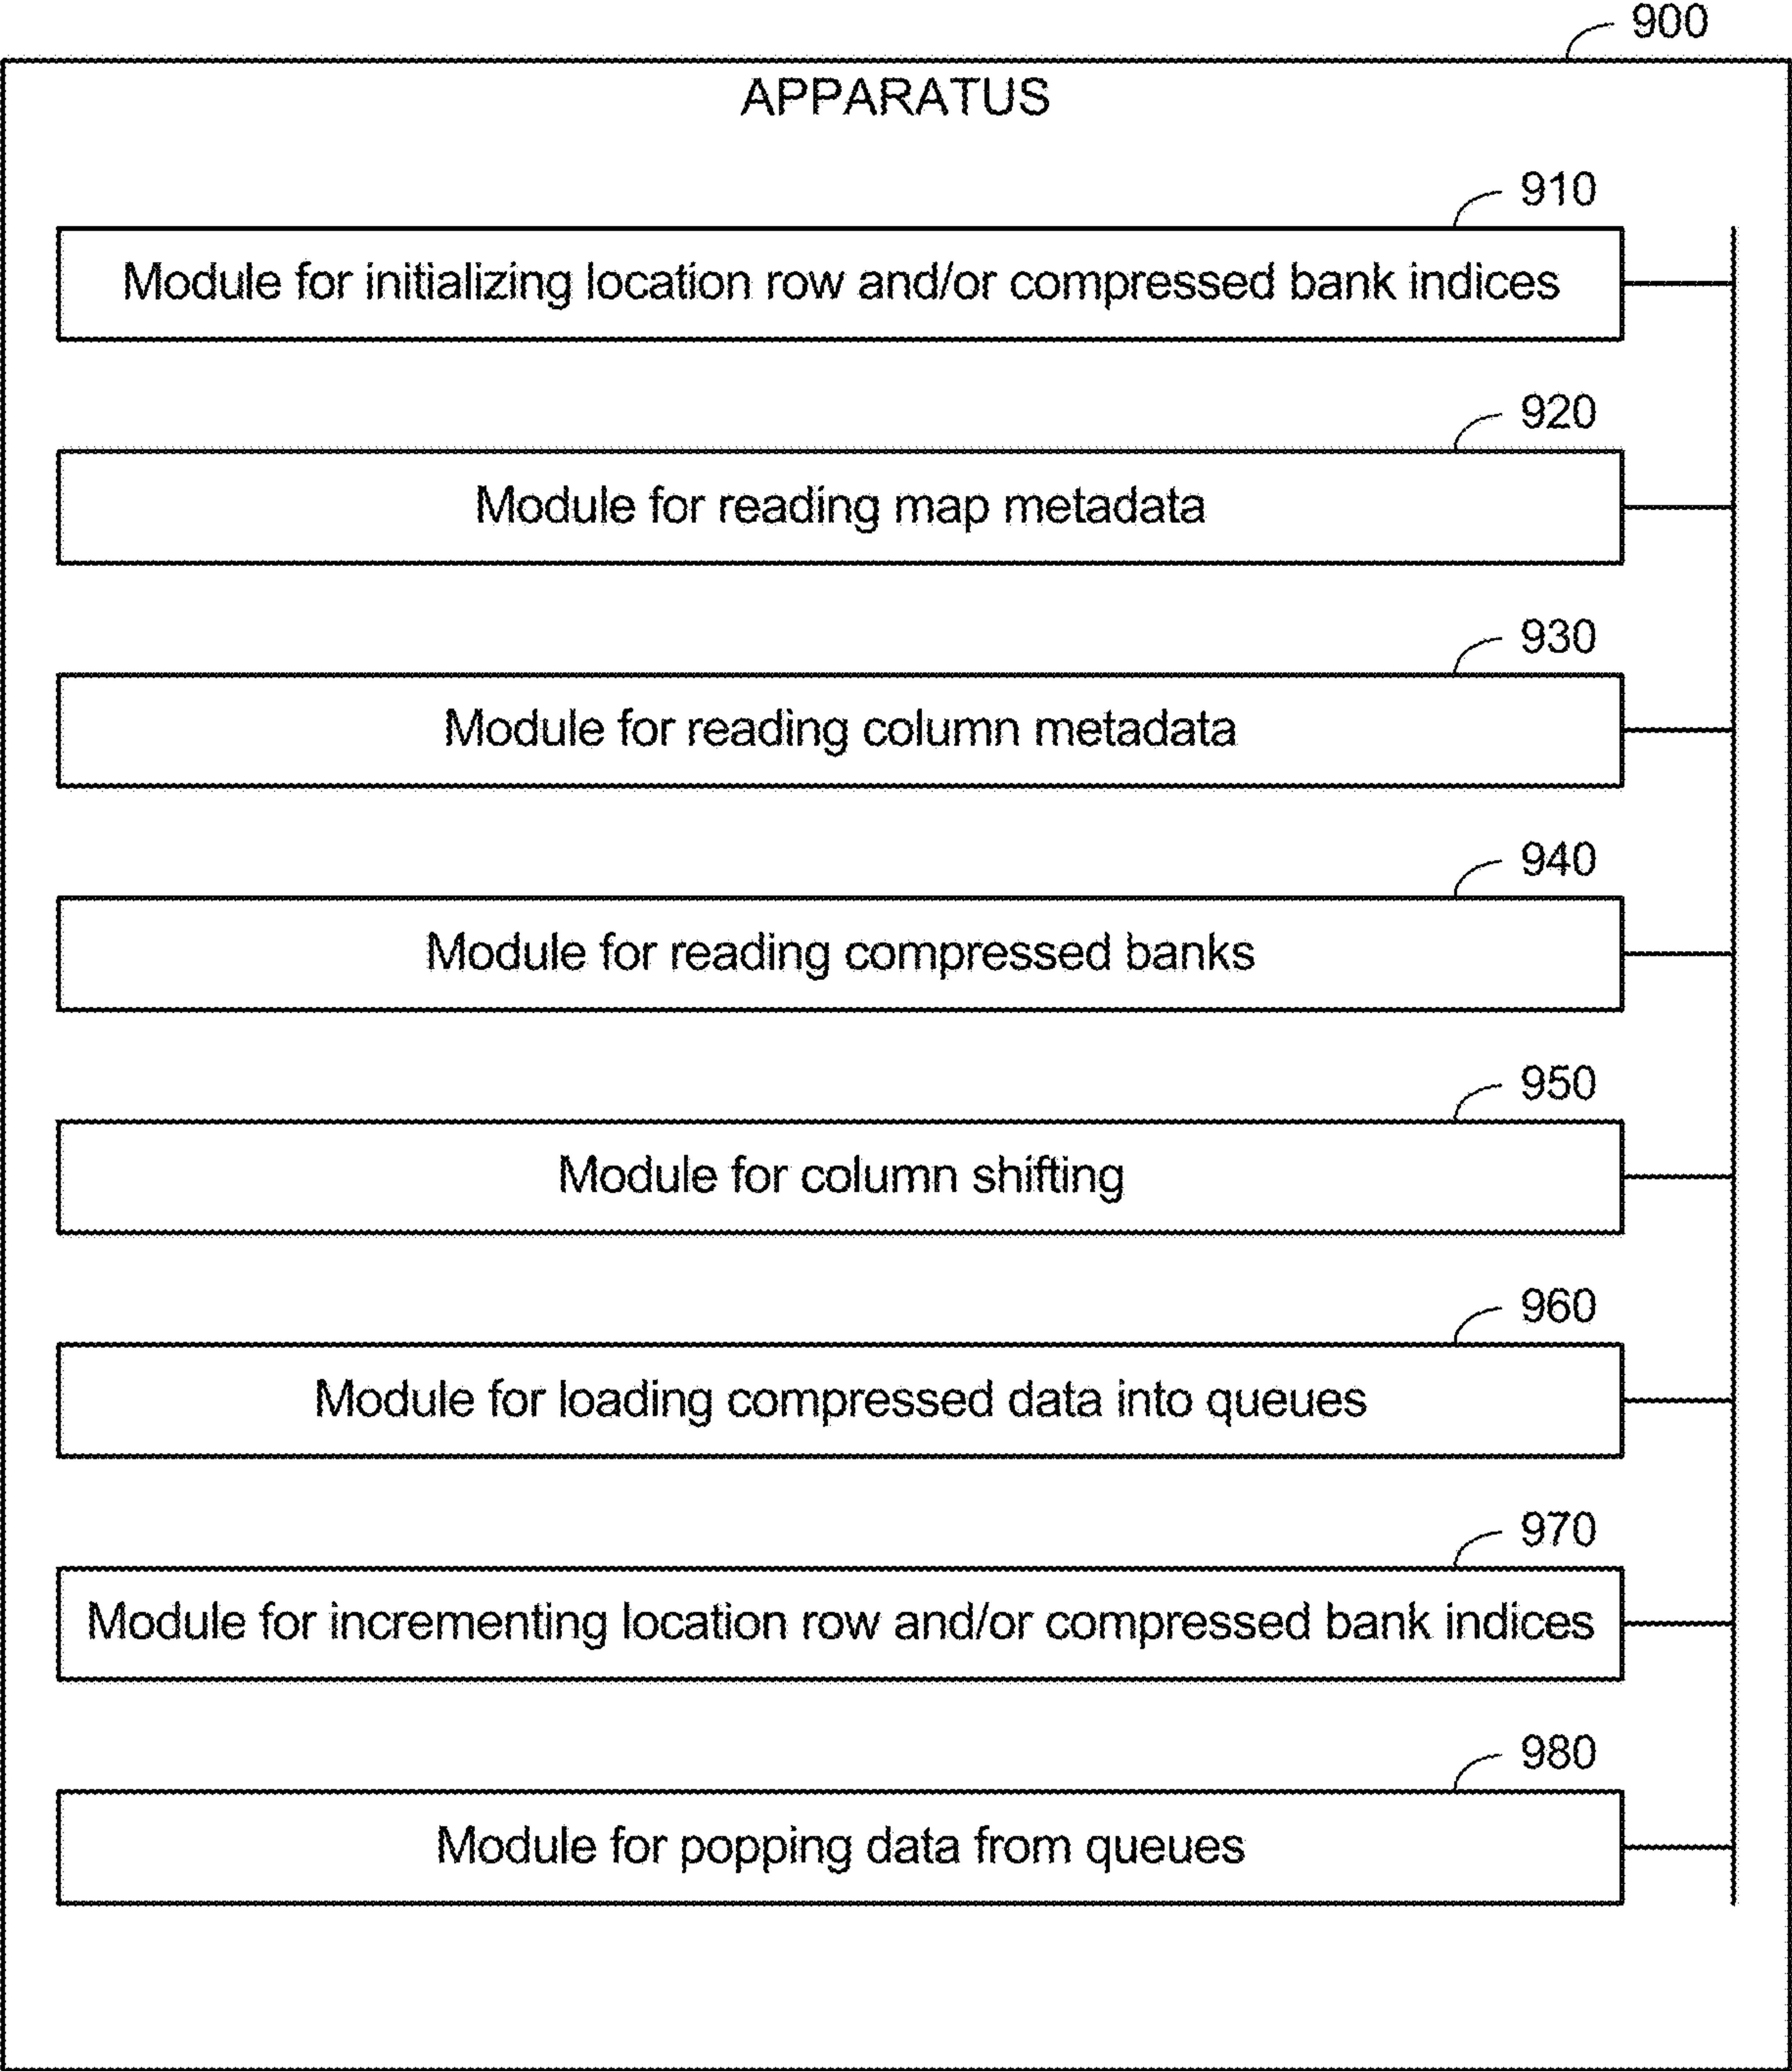 900
APPARATUS
910
Module for initializing location row and/or compressed bank indices
920
Module for reading map metadata
930
Module for reading column metadata
940
Module for reading compressed banks
950
Module for column shifting
960
Module for loading compressed data into queues
970
Module for incrementing location row and/or compressed bank indices
980
Module for popping data from queues